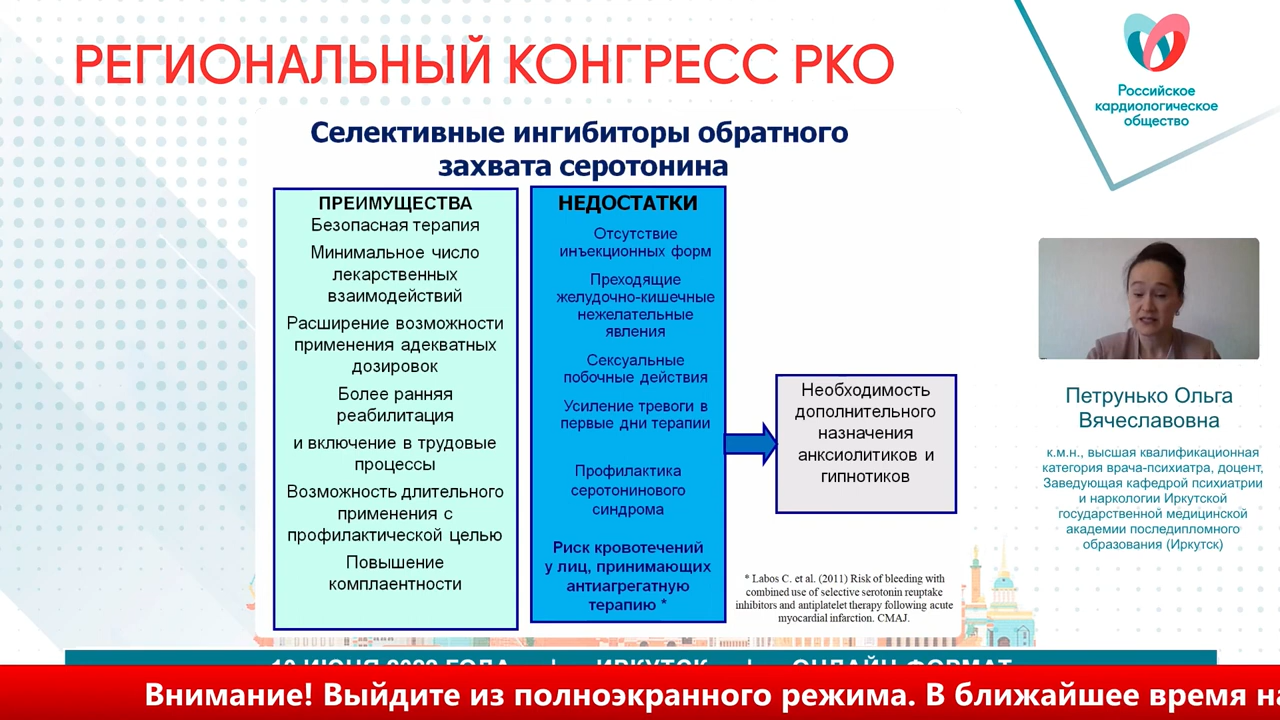 РЕГИОНАЛЬНЫЙ КОНГРЕСС РКО
Российское
кардиологическое
общество
Селективные ингибиторы обратного
захвата серотонина
ПРЕИМУЩЕСТВА
Безопасная терапия
Минимальное число
лекарственных
взаимодействий
Расширение возможности
применения адекватных
дозировок
Более ранняя
реабилитация
и включение в трудовые
процессы
Возможность длительного
применения с
профилактической целью
Повышение
комплаентности
НЕДОСТАТКИ
Отсутствие
инъекционных форм
Преходящие
желудочно-кишечные
нежелательные
явления
Сексуальные
побочные действия
Усиление тревоги в
первые дни терапии
Профилактика
серотонинового
синдрома
Риск кровотечений
у лиц, принимающих
антиагрегатную
терапию *
Необходимость
дополнительного
назначения
анксиолитиков и
гипнотиков
* Labos C. et al. (2011) Risk of bleeding with
combined use of selective serotonin reuptake
inhibitors and antiplatelet therapy following acute
myocardial infarction. CMAJ.
Петрунько Ольга
Вячеславовна
к.м.н., высшая квалификационная
категория врача-психиатра, доцент,
Заведующая кафедрой психиатрии
и наркологии Иркутской
государственной медицинской
академии последипломного
образования (Иркутск)
ИРКУТСК | ОНЛАЙН-ФОРМАТ
Внимание! Выйдите из полноэкранного режима. В ближайшее время на